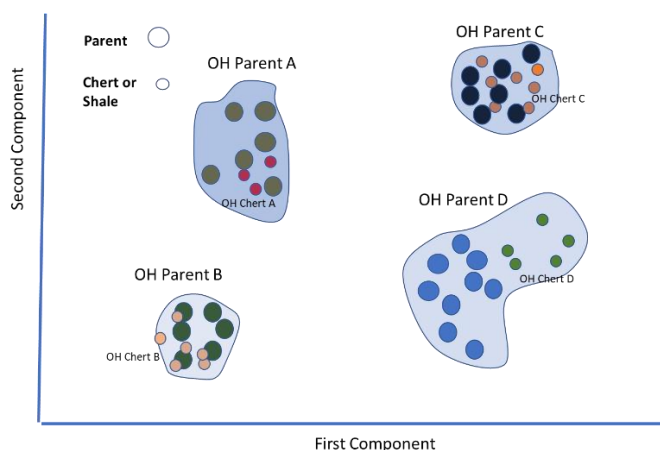 OH Parent C
Parent
OH Parent A
Chert or
Shale
OH Chert C
Second Component
OH Parent D
OH Chert A
OH Parent B
OH Chert D
OH Chert B
First Component